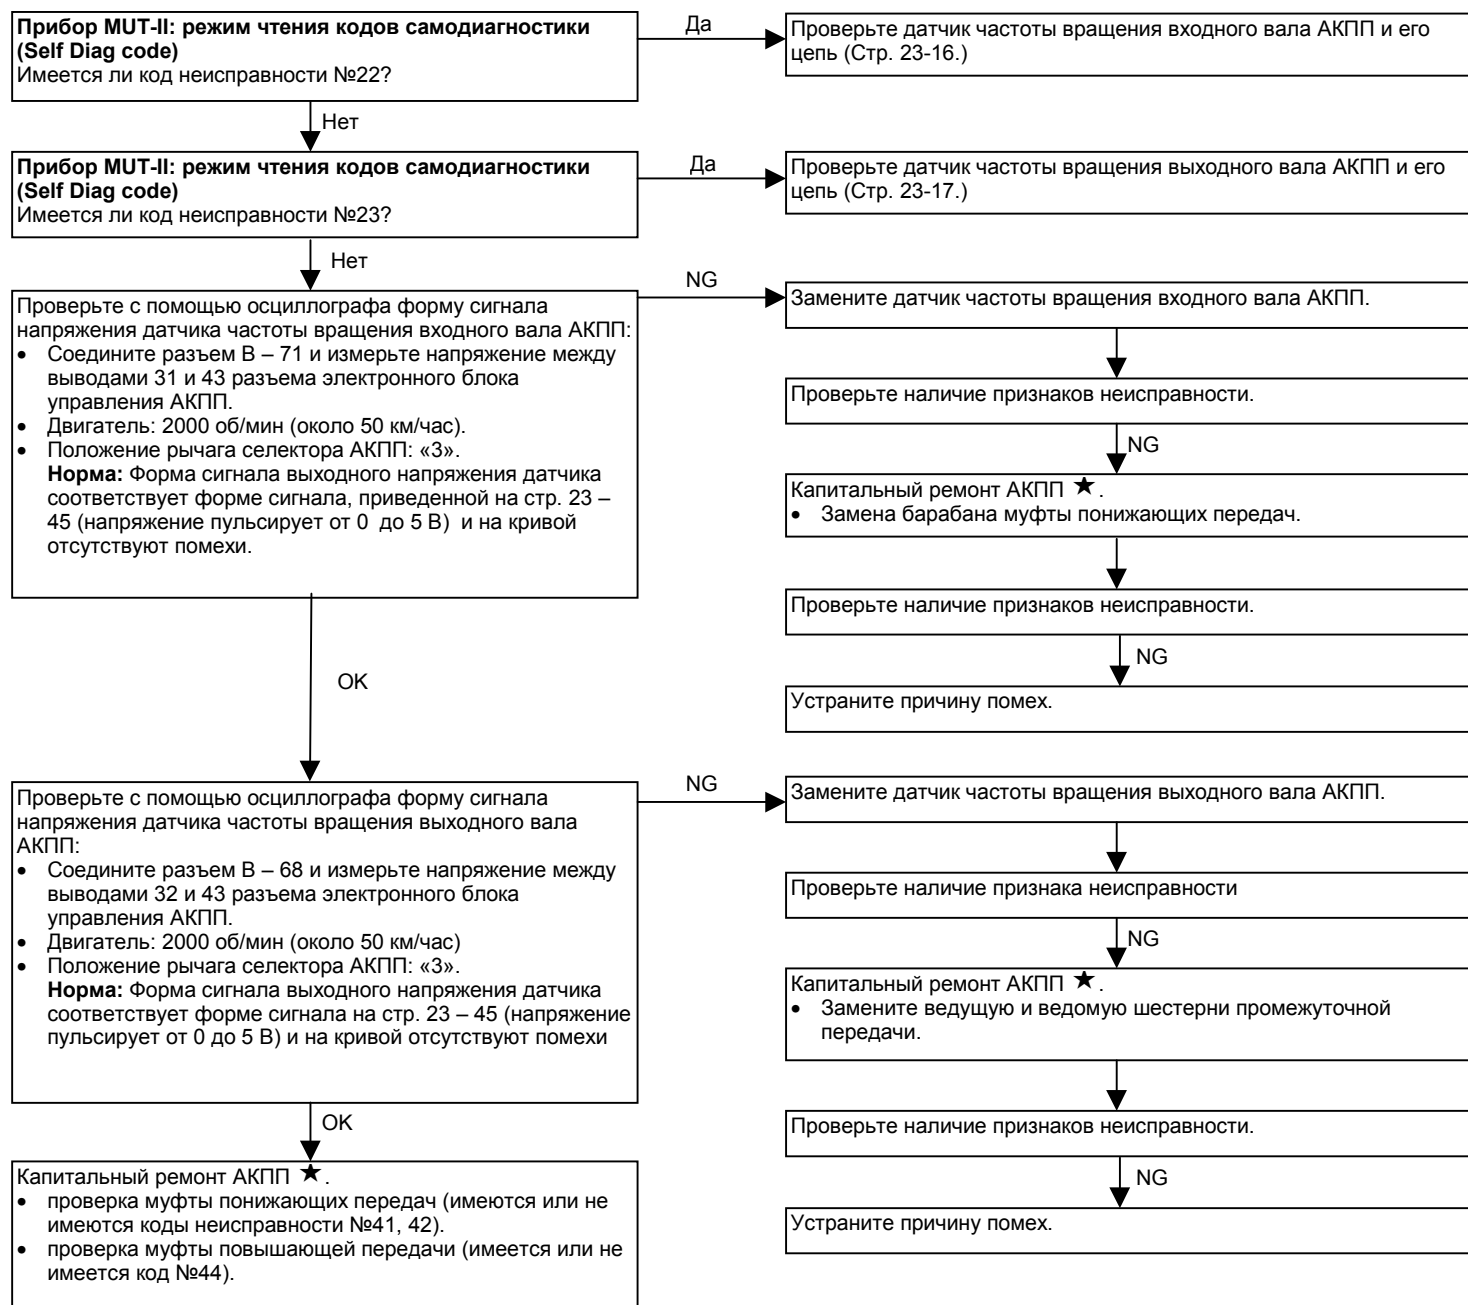 Прибор MUT-II: режим чтения кодов самодиагностики
(Self Diag code)
Имеется ли код неисправности №22?
Да
Проверьте датчик частоты вращения входного вала АКПП и его
цепь (Стр. 23-16.)
Нет
Прибор MUT-II: режим чтения кодов самодиагностики
(Self Diag code)
Имеется ли код неисправности №23?
Да
Проверьте датчик частоты вращения выходного вала АКПП и его
цепь (Стр. 23-17.)
Нет
Проверьте с помощью осциллографа форму сигнала
напряжения датчика частоты вращения входного вала АКПП:
• Соедините разъем В – 71 и измерьте напряжение между
выводами 31 и 43 разъема электронного блока
управления АКПП.
• Двигатель: 2000 об/мин (около 50 км/час).
• Положение рычага селектора АКПП: «3».
Норма: Форма сигнала выходного напряжения датчика
соответствует форме сигнала, приведенной на стр. 23 –
45 (напряжение пульсирует от 0 до 5 В) и на кривой
отсутствуют помехи.
NG
Замените датчик частоты вращения входного вала АКПП.
Проверьте наличие признаков неисправности.
NG
Капитальный ремонт АКПП ★.
• Замена барабана муфты понижающих передач.
Проверьте наличие признаков неисправности.
NG
Устраните причину помех.
OK
Проверьте с помощью осциллографа форму сигнала
напряжения датчика частоты вращения выходного вала
АКПП:
• Соедините разъем В – 68 и измерьте напряжение между
выводами 32 и 43 разъема электронного блока
управления АКПП.
• Двигатель: 2000 об/мин (около 50 км/час)
• Положение рычага селектора АКПП: «3».
Норма: Форма сигнала выходного напряжения датчика
соответствует форме сигнала на стр. 23 – 45 (напряжение
пульсирует от 0 до 5 В) и на кривой отсутствуют помехи
NG
Замените датчик частоты вращения выходного вала АКПП.
Проверьте наличие признака неисправности
NG
Капитальный ремонт АКПП ★.
• Замените ведущую и ведомую шестерни промежуточной
передачи.
Проверьте наличие признаков неисправности.
NG
Устраните причину помех.
OK
Капитальный ремонт АКПП ★.
• проверка муфты понижающих передач (имеются или не
имеются коды неисправности №41, 42).
• проверка муфты повышающей передачи (имеется или не
имеется код №44).